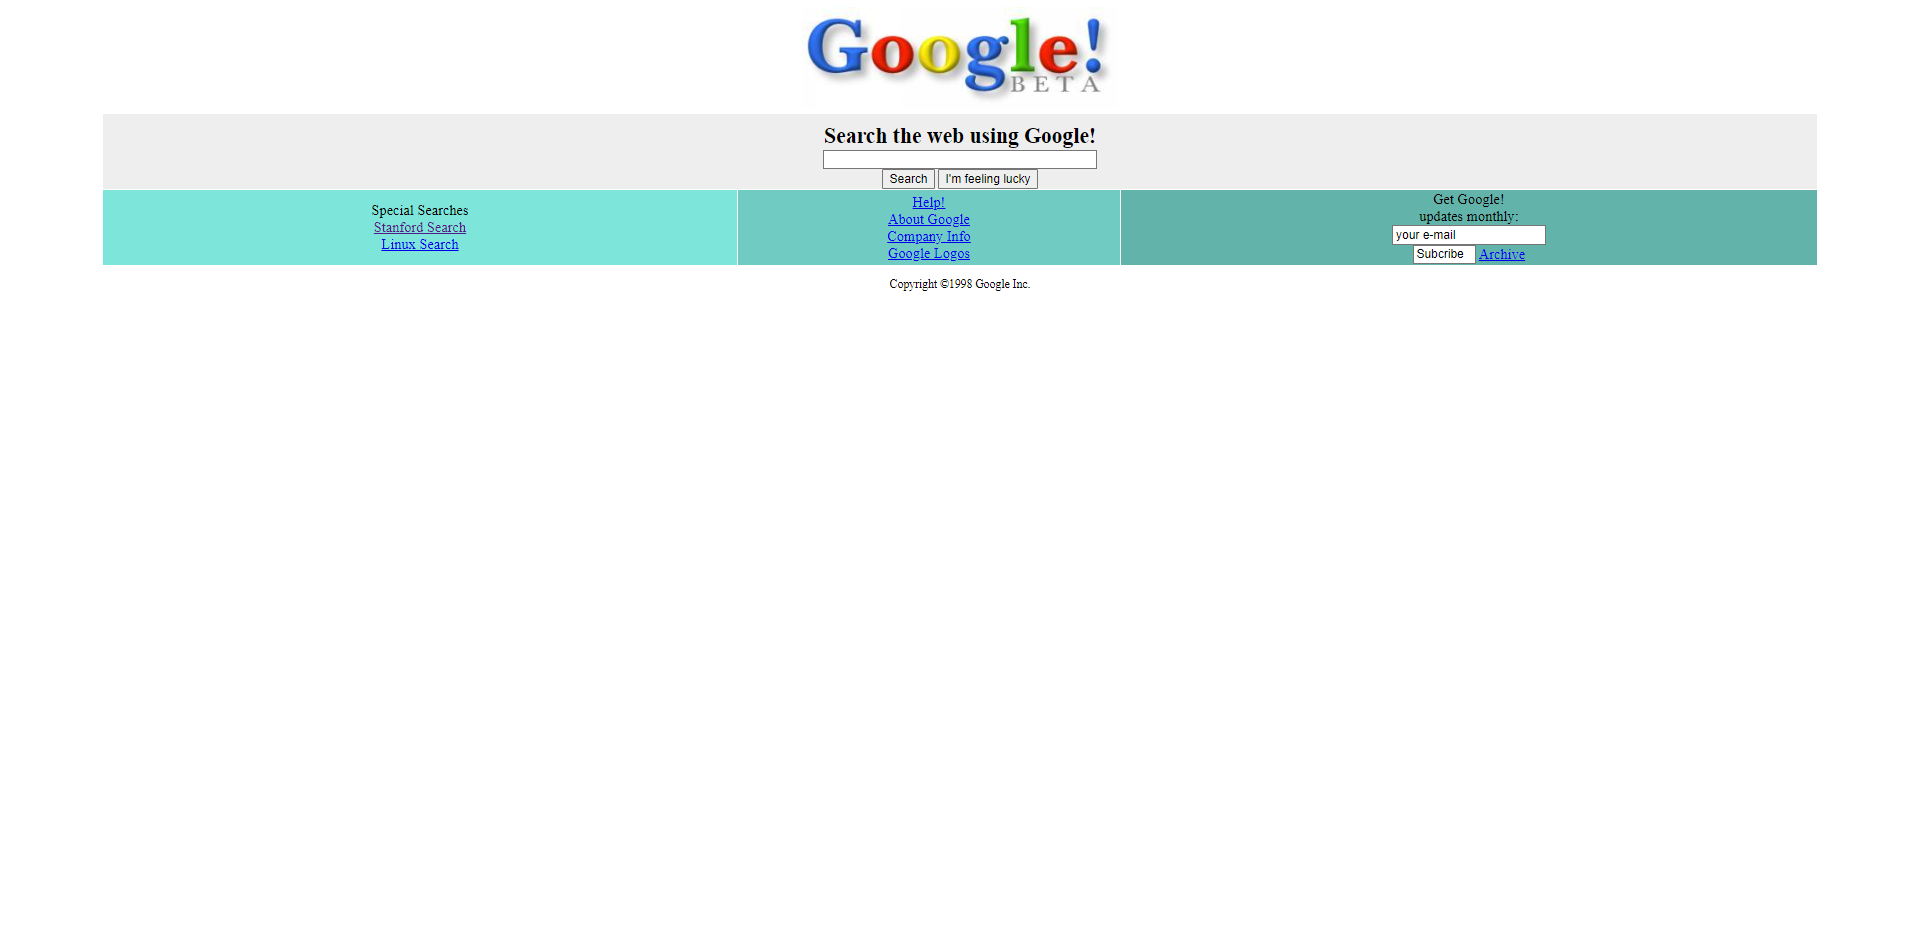 Google!
BETA
Search the web using Google!
Search I'm feeling lucky
Special Searches
Stanford Search
Linux Search
Help!
About Google
Company Info
Google Logos
Get Google!
updates monthly:
your e-mail
Subcribe Archive
Copyright ©1998 Google Inc.